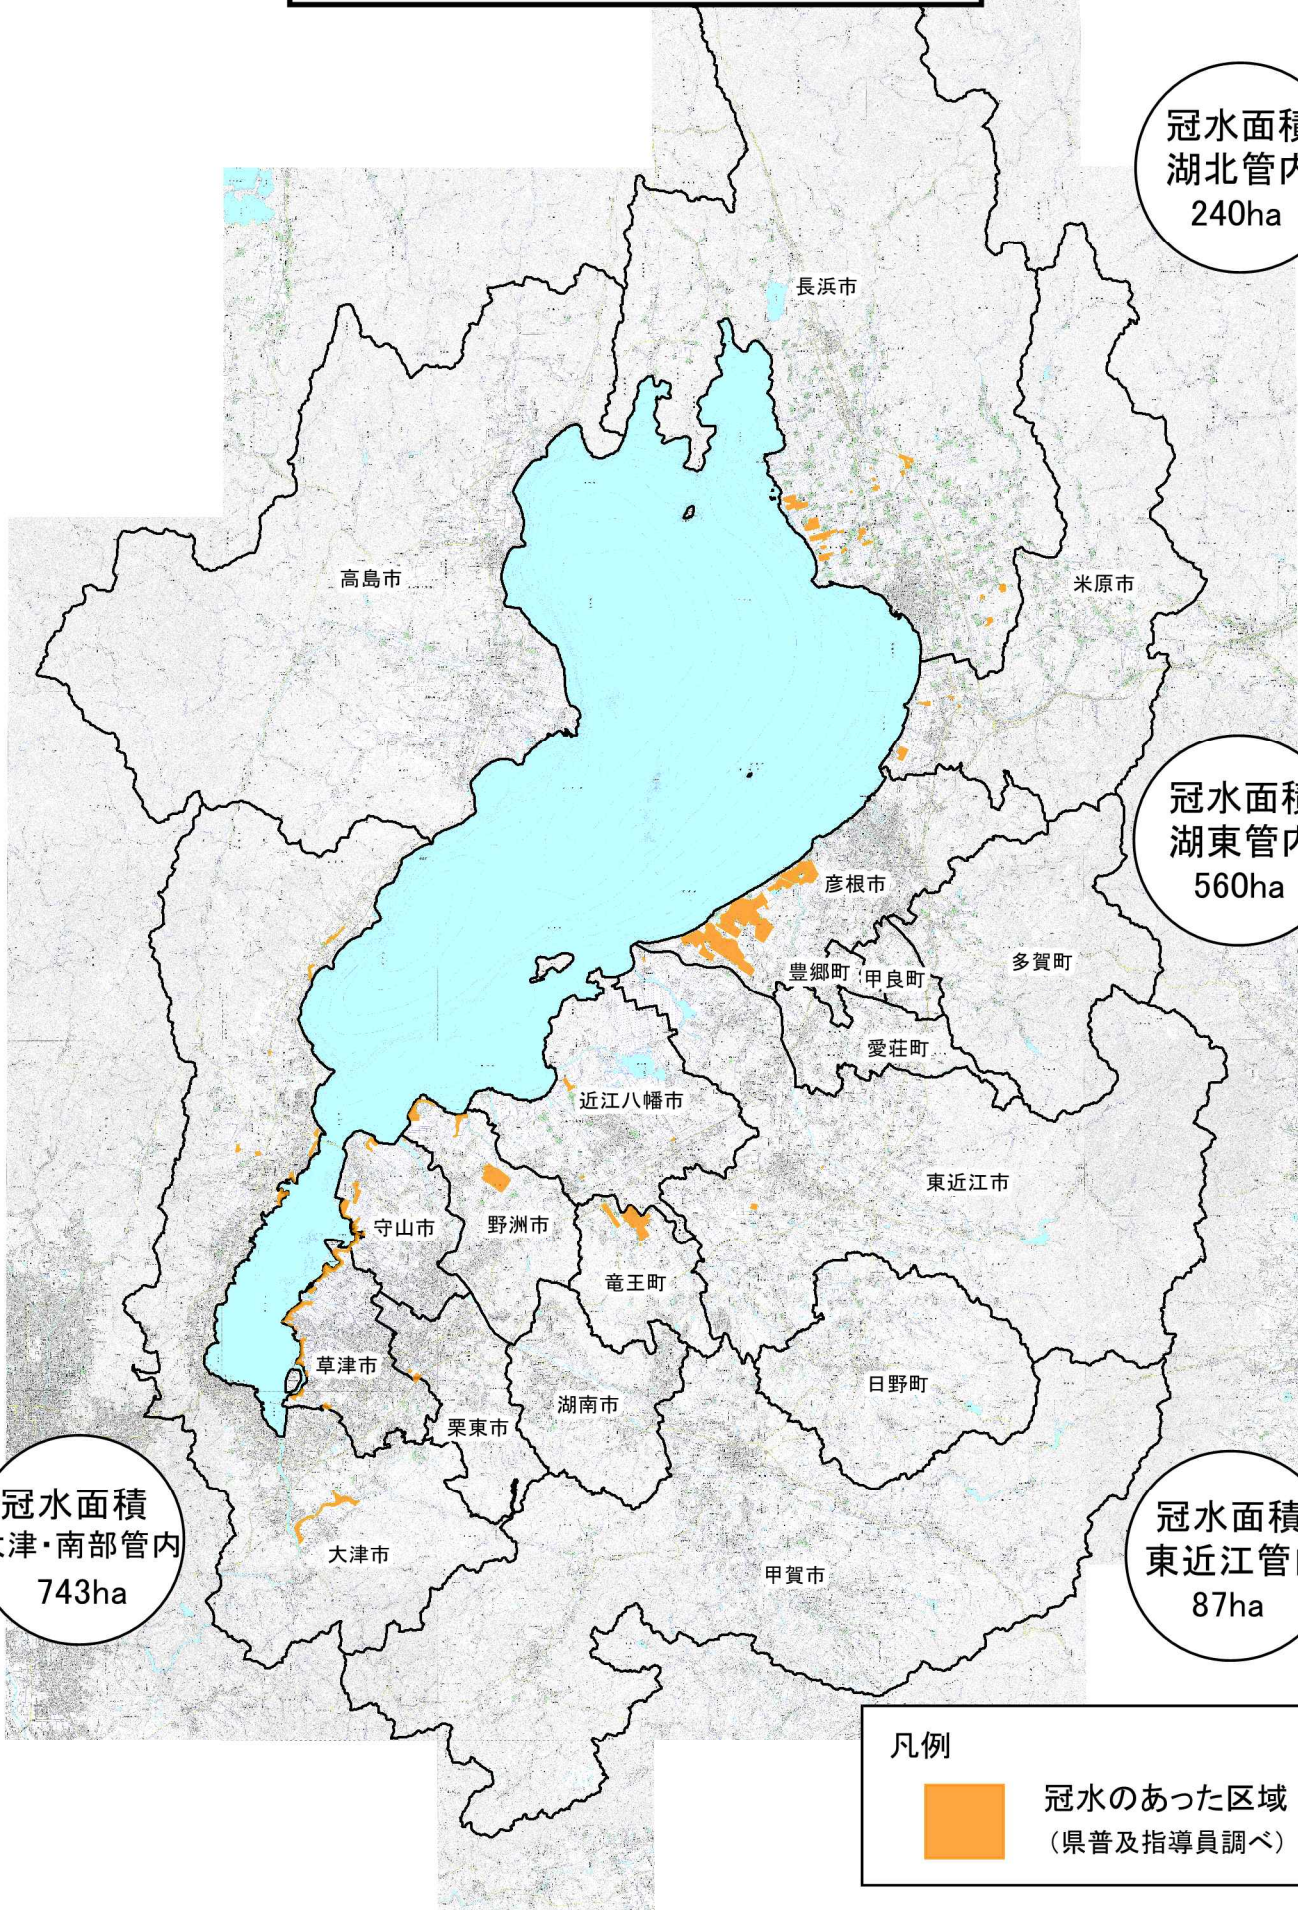 冠水面積
湖北管内
240ha
長浜市
高島市
米原市
冠水面積
湖東管内
560ha
彦根市
豊郷町
甲良町
多賀町
愛荘町
近江八幡市
東近江市
守山市
野洲市
竜王町
草津市
湖南市
日野町
栗東市
冠水面積
大津・南部管内
743ha
大津市
甲賀市
冠水面積
東近江管内
87ha
凡例
冠水のあった区域
（県普及指導員調べ）